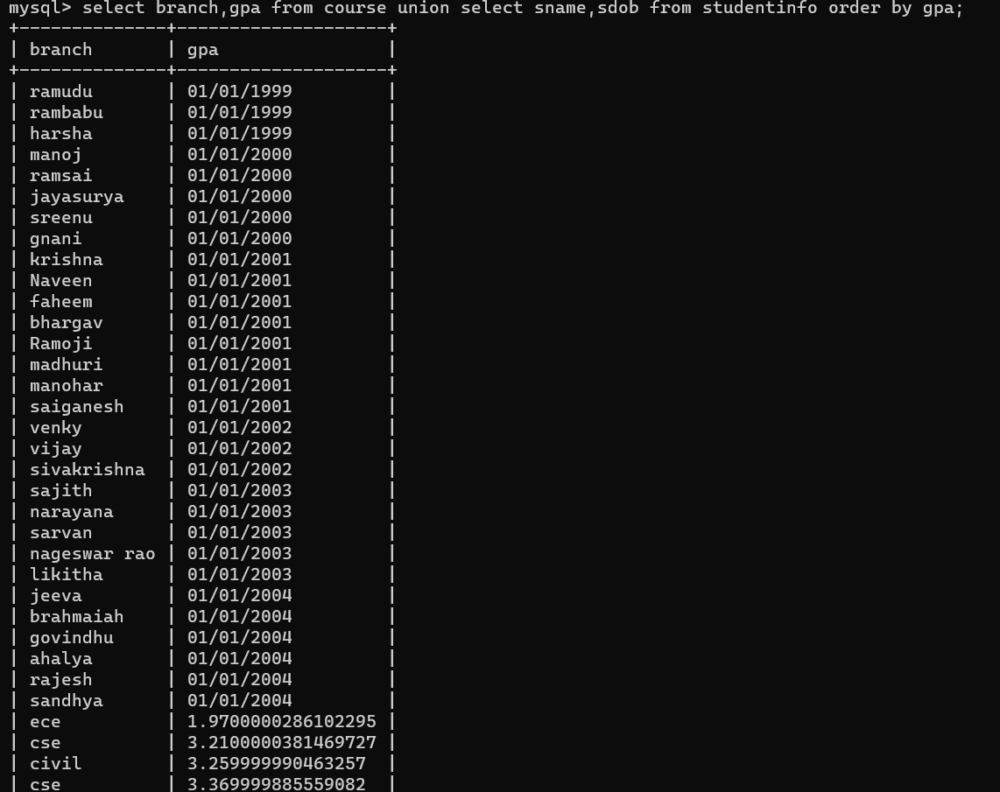 mysql> select branch,gpa from course union select sname,sdob from studentinfo order by gpa;
+--------------+--------------------+
| branch       | gpa                |
+--------------+--------------------+
| ramudu       | 01/01/1999         |
| rambabu      | 01/01/1999         |
| harsha       | 01/01/1999         |
| manoj        | 01/01/2000         |
| ramsai       | 01/01/2000         |
| jayasurya    | 01/01/2000         |
| sreenu       | 01/01/2000         |
| gnani        | 01/01/2000         |
| krishna      | 01/01/2001         |
| Naveen       | 01/01/2001         |
| faheem       | 01/01/2001         |
| bhargav      | 01/01/2001         |
| Ramoji       | 01/01/2001         |
| madhuri      | 01/01/2001         |
| manohar      | 01/01/2001         |
| saiganesh    | 01/01/2001         |
| venky        | 01/01/2002         |
| vijay        | 01/01/2002         |
| sivakrishna  | 01/01/2002         |
| sajith       | 01/01/2003         |
| narayana     | 01/01/2003         |
| sarvan       | 01/01/2003         |
| nageswar rao | 01/01/2003         |
| likitha      | 01/01/2003         |
| jeeva        | 01/01/2004         |
| brahmaiah    | 01/01/2004         |
| govindhu     | 01/01/2004         |
| ahalya       | 01/01/2004         |
| rajesh       | 01/01/2004         |
| sandhya      | 01/01/2004         |
| ece          | 1.9700000286102295 |
| cse          | 3.2100000381469727 |
| civil        | 3.259999990463257  |
| cse          | 3.369999885559082  |